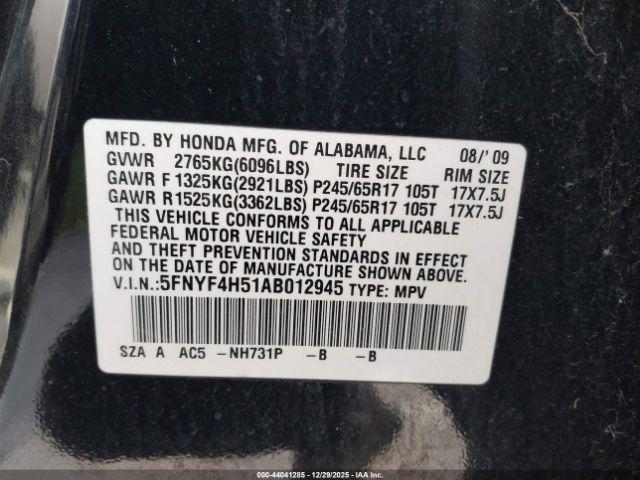 MFD. BY HONDA MFG. OF ALABAMA, LLC 08/'09
GVWR 2765KG(6096LBS) TIRE SIZE RIM SIZE
GAWR F 1325KG(2921LBS) P245/65R17 105T 17X7.5J
GAWR R1525KG(3362LBS) P245/65R17 105T 17X7.5J
THIS VEHICLE CONFORMS TO ALL APPLICABLE
FEDERAL MOTOR VEHICLE SAFETY
AND THEFT PREVENTION STANDARDS IN EFFECT
ON THE DATE OF MANUFACTURE SHOWN ABOVE.
V.I.N.:5FNYF4H51AB012945 TYPE: MPV
SZA A AC5 -NH731P -B -B
000-44041285 - 12/29/2025 - IAA Inc.